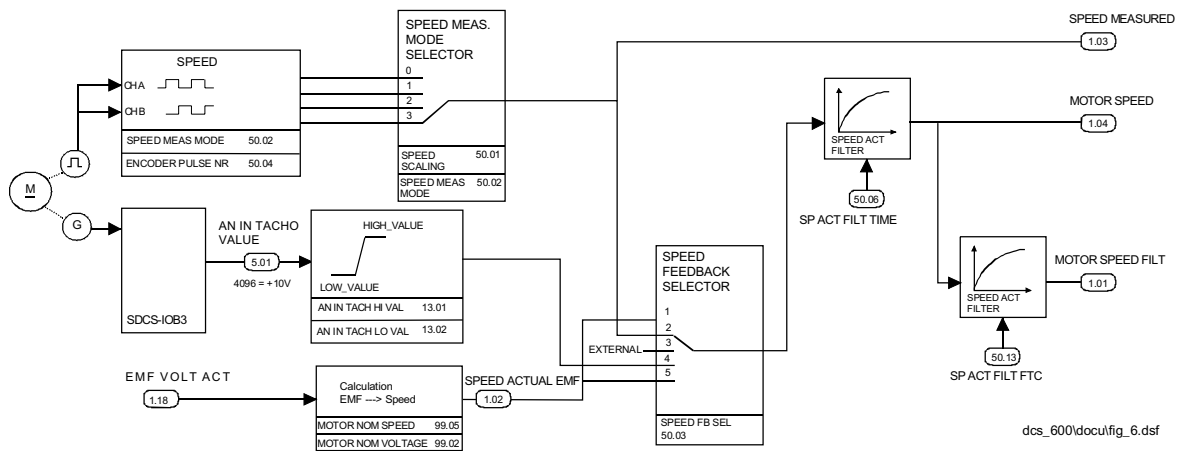 SPEED MEAS.
MODE
SELECTOR
0
1
2
3
SPEED
SCALING 50.01
SPEED MEAS
MODE 50.02
SPEED
CHA
CHB
SPEED MEAS MODE 50.02
ENCODER PULSE NR 50.04
M
G
SDCS-IOB3
AN IN TACHO
VALUE
5.01
4096 = +10V
HIGH_VALUE
LOW_VALUE
AN IN TACH HI VAL 13.01
AN IN TACH LO VAL 13.02
EMF VOLT ACT
1.18
Calculation
EMF ---> Speed
MOTOR NOM SPEED 99.05
MOTOR NOM VOLTAGE 99.02
SPEED ACTUAL EMF
1.02
SPEED
FEEDBACK
SELECTOR
1
2
3
4
5
EXTERNAL
SPEED FB SEL
50.03
SPEED MEASURED
1.03
SPEED ACT
FILTER
50.06
SP ACT FILT TIME
MOTOR SPEED
1.04
SPEED ACT
FILTER
50.13
SP ACT FILT FTC
MOTOR SPEED FILT
1.01
dcs_600\docu\fig_6.dsf